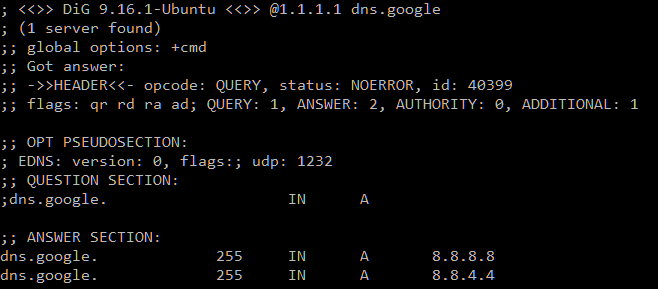 ; <<>> DiG 9.16.1-Ubuntu <<>> @1.1.1.1 dns.google
; (1 server found)
;; global options: +cmd
;; Got answer:
;; ->>HEADER<<- opcode: QUERY, status: NOERROR, id: 40399
;; flags: qr rd ra ad; QUERY: 1, ANSWER: 2, AUTHORITY: 0, ADDITIONAL: 1

;; OPT PSEUDOSECTION:
; EDNS: version: 0, flags:; udp: 1232
;; QUESTION SECTION:
;dns.google.                    IN      A

;; ANSWER SECTION:
dns.google.             255     IN      A       8.8.8.8
dns.google.             255     IN      A       8.8.4.4